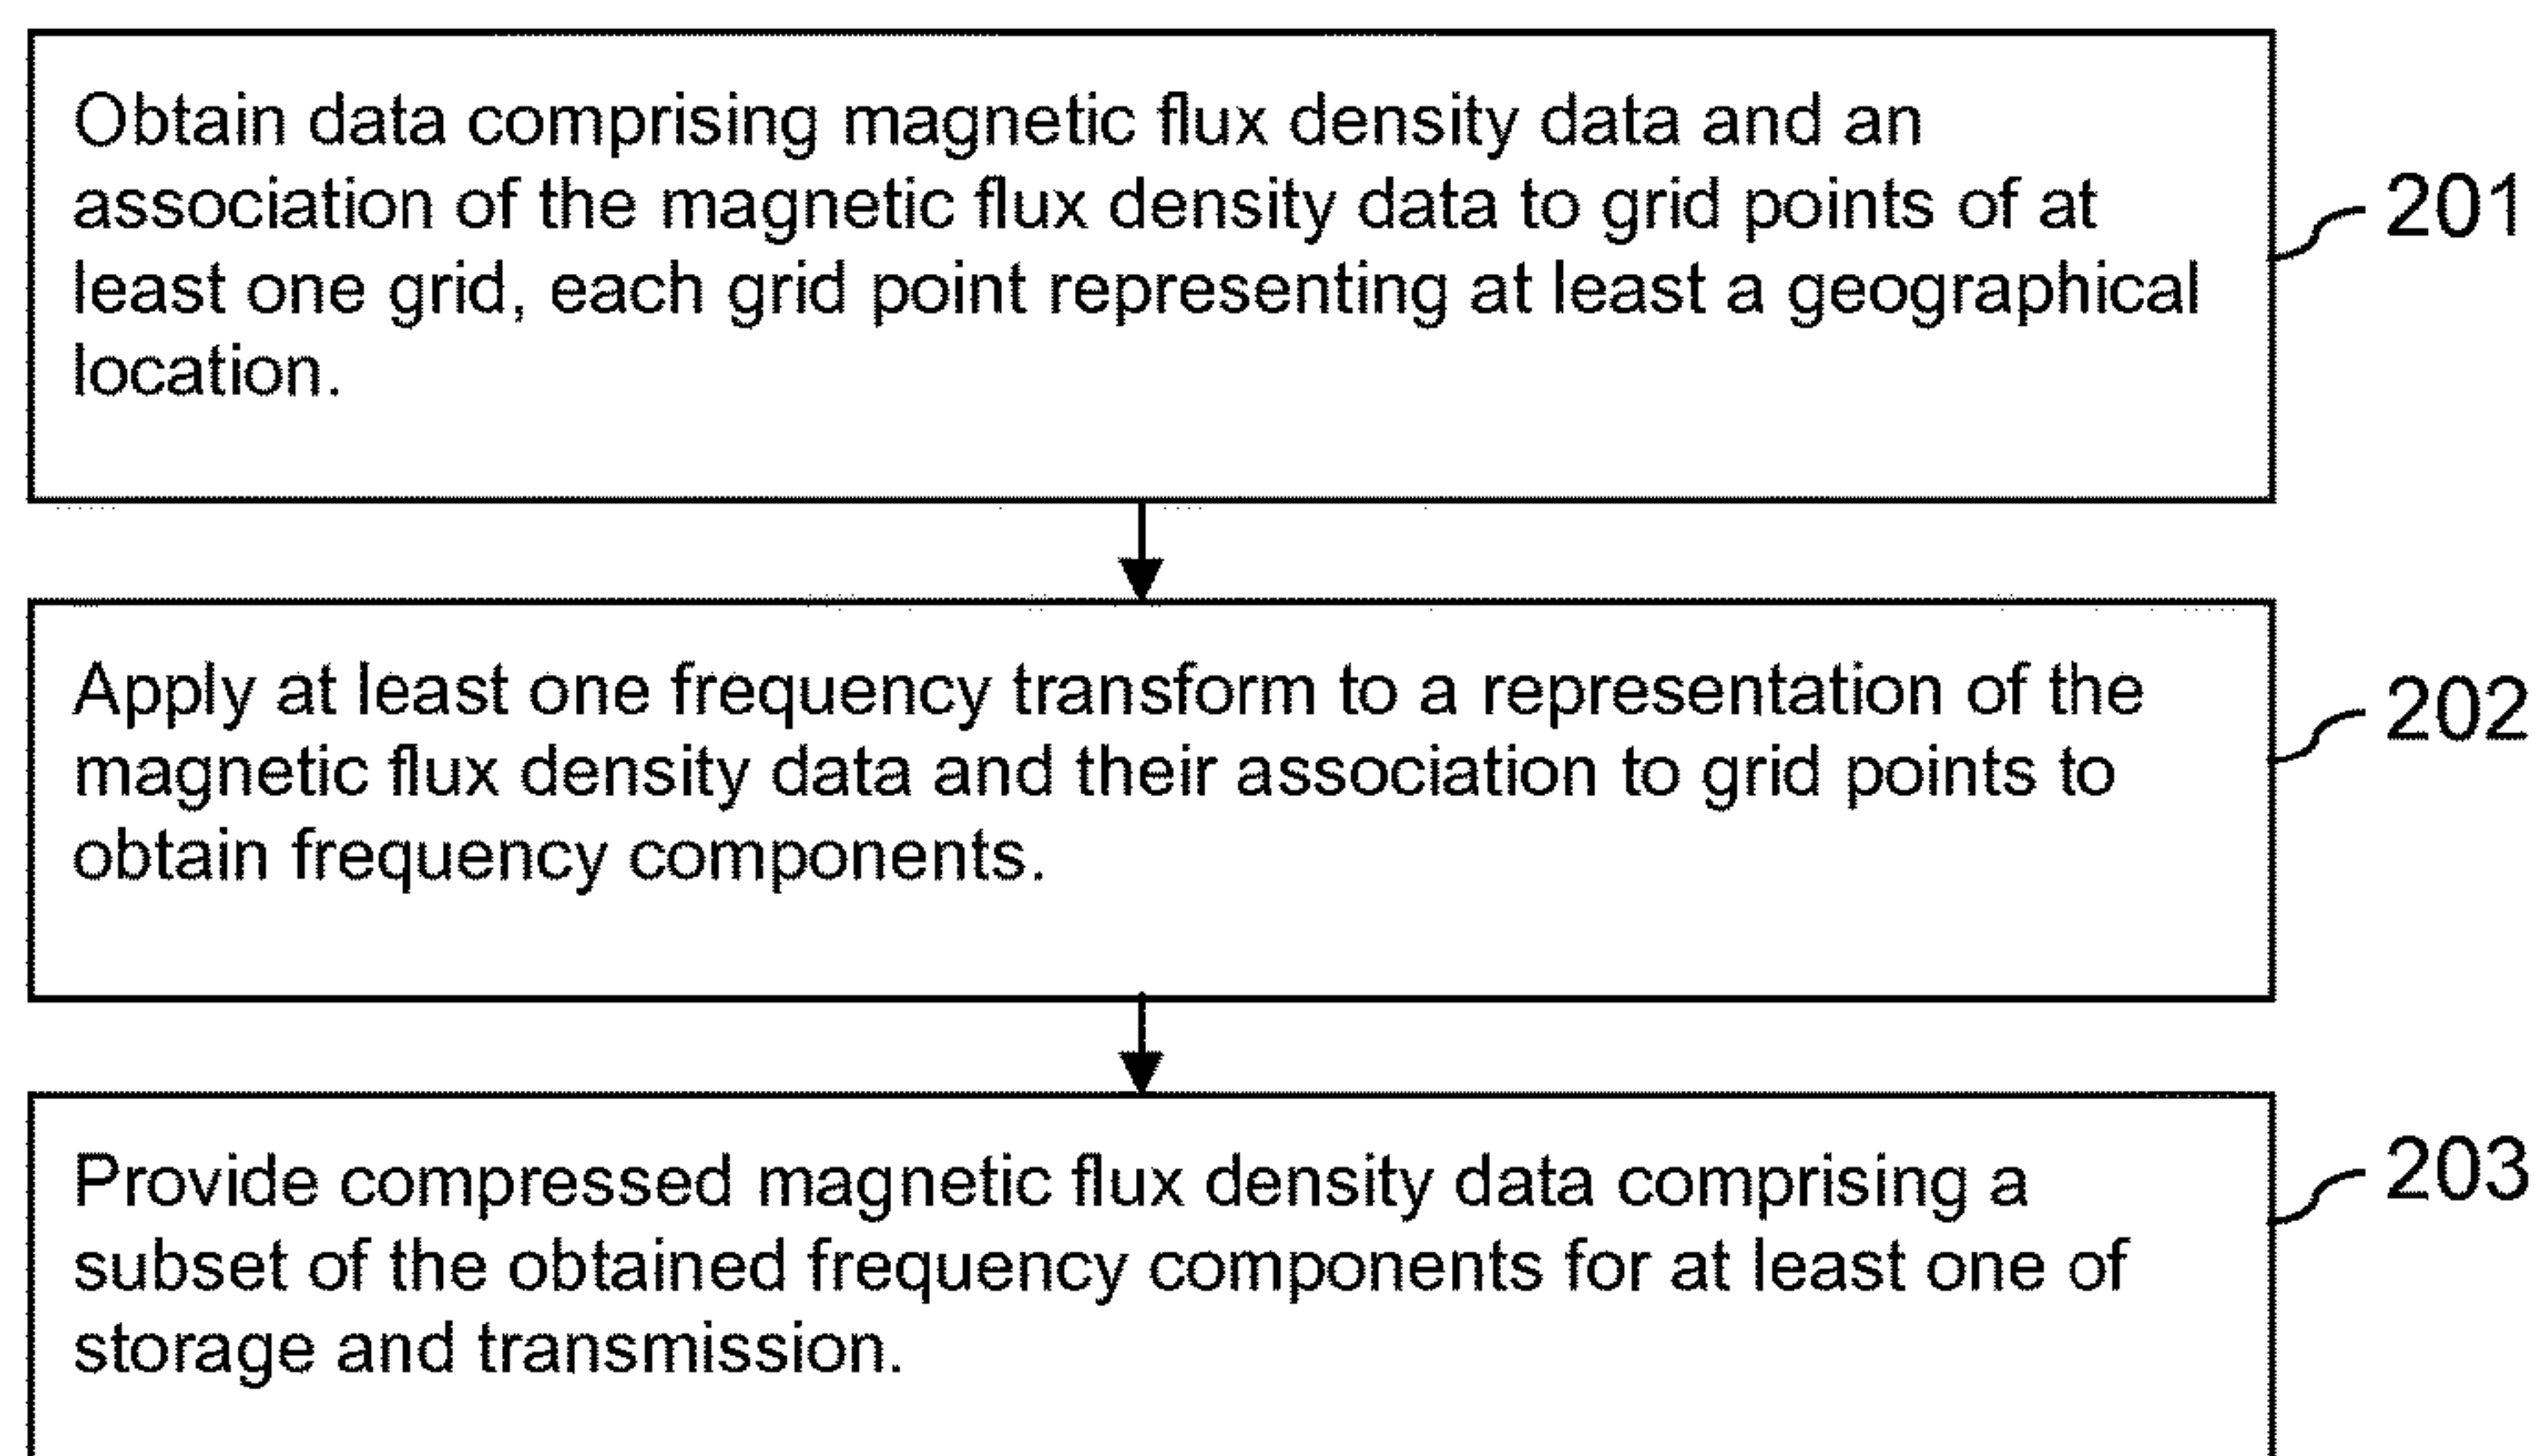 Obtain data comprising magnetic flux density data and an
association of the magnetic flux density data to grid points of at
least one grid, each grid point representing at least a geographical
location.
201
Apply at least one frequency transform to a representation of the
magnetic flux density data and their association to grid points to
obtain frequency components.
202
Provide compressed magnetic flux density data comprising a
subset of the obtained frequency components for at least one of
storage and transmission.
203